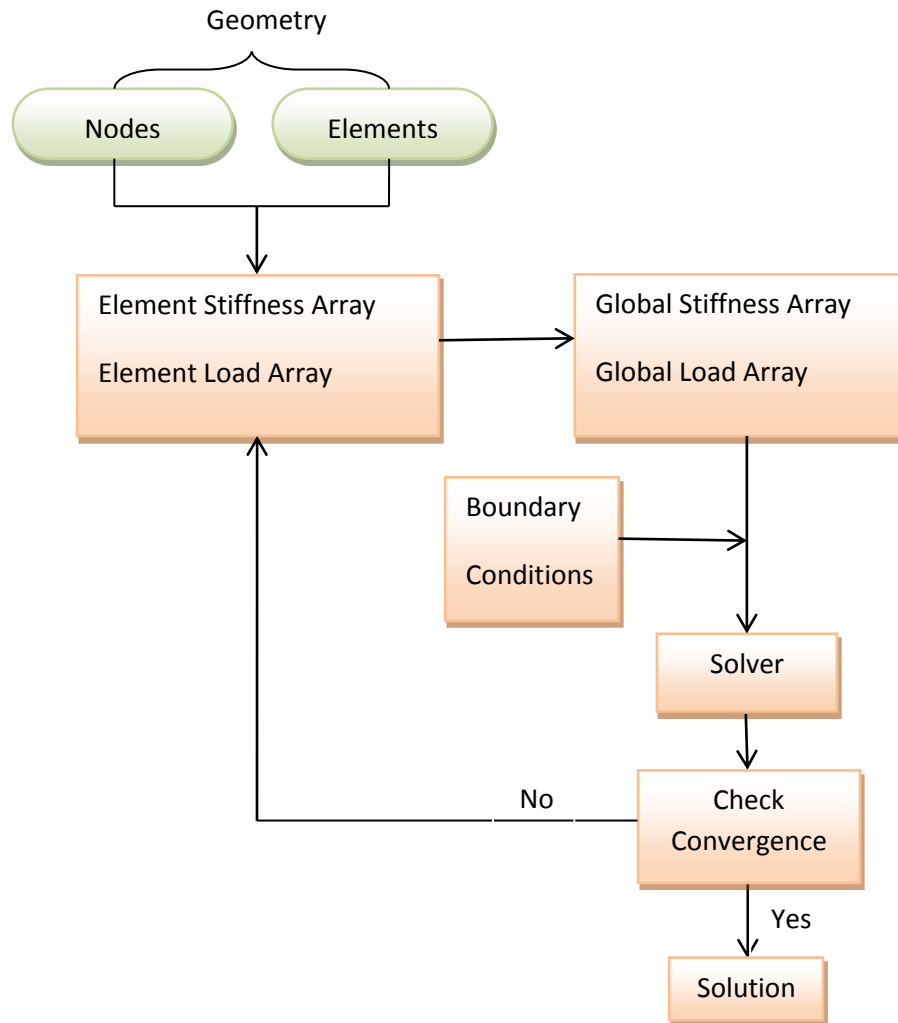 Geometry
Nodes
Elements
Element Stiffness Array
Element Load Array
Global Stiffness Array
Global Load Array
Boundary
Conditions
Solver
Check
Convergence
No
Yes
Solution